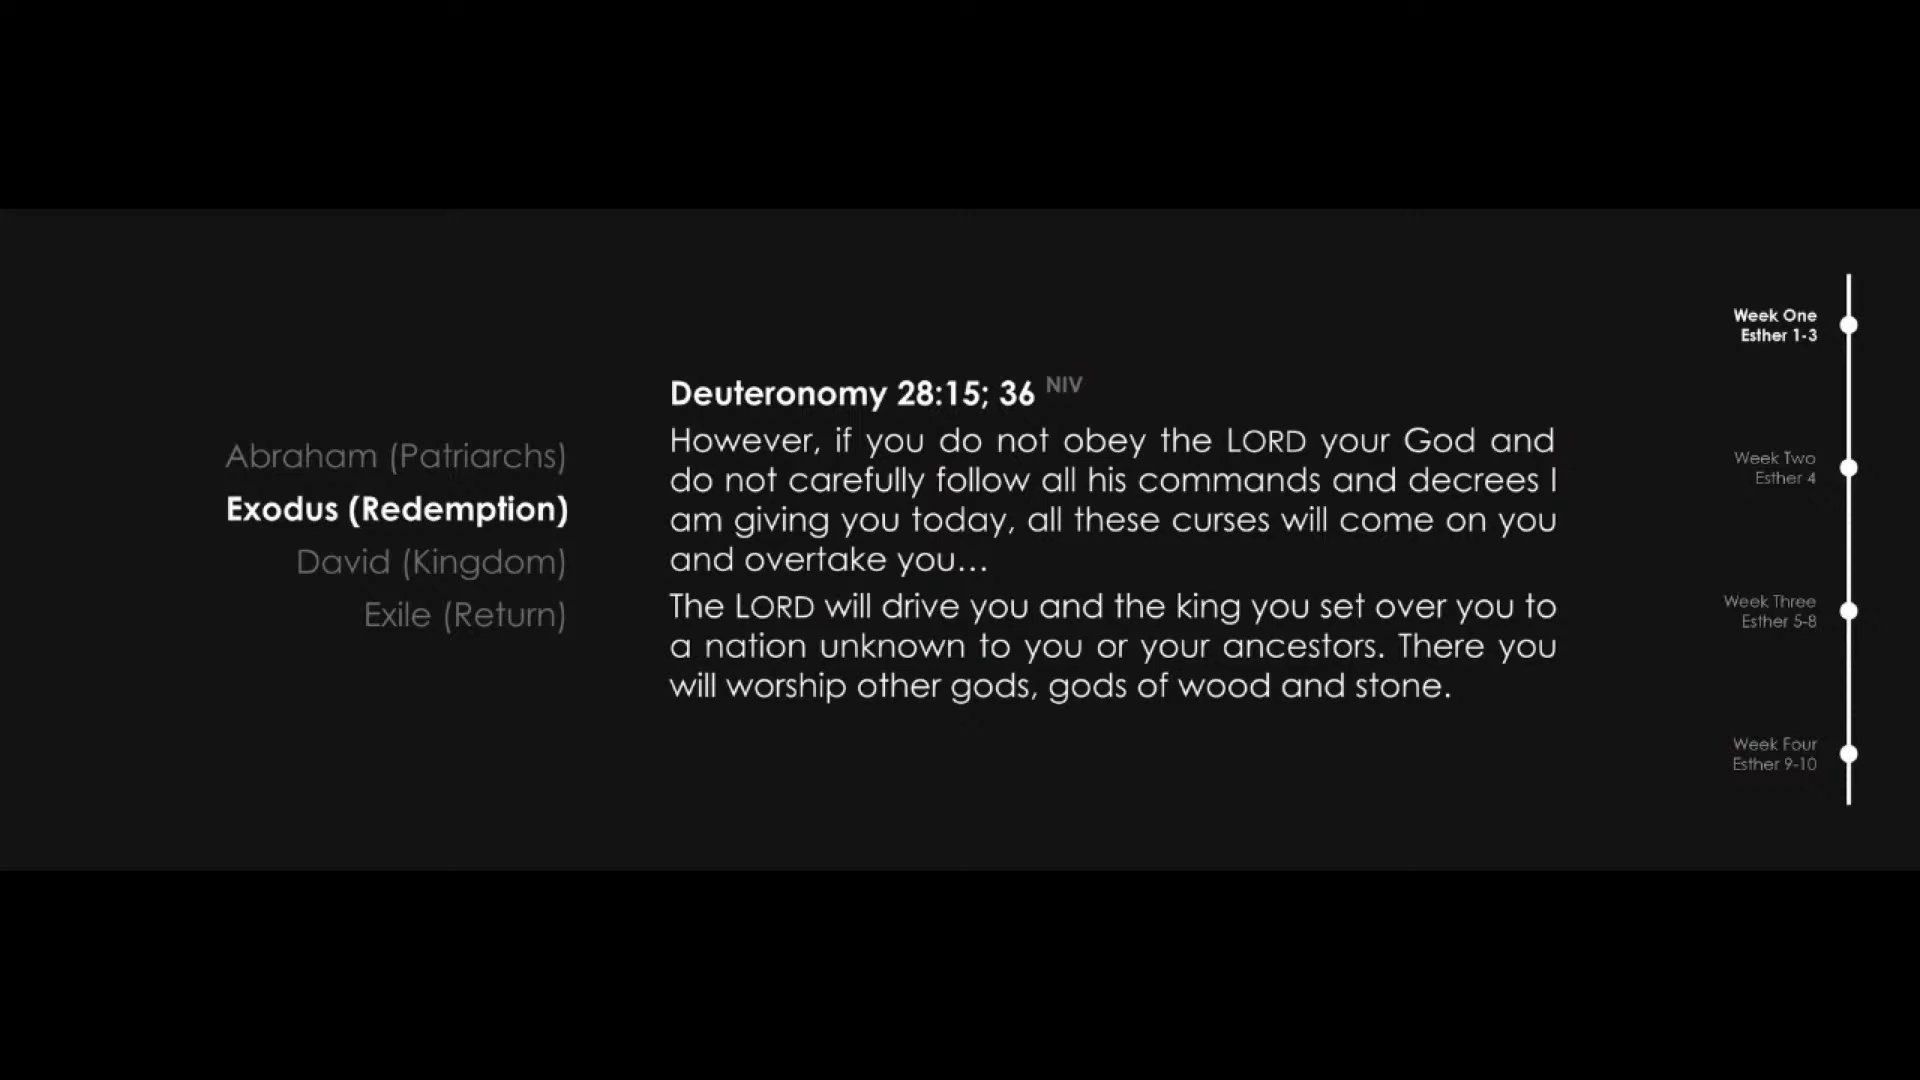 Abraham (Patriarchs)
Exodus (Redemption)
David (Kingdom)
Exile (Return)
Deuteronomy 28:15; 36 NIV
However, if you do not obey the LORD your God and
do not carefully follow all his commands and decrees I
am giving you today, all these curses will come on you
and overtake you…
The LORD will drive you and the king you set over you to
a nation unknown to you or your ancestors. There you
will worship other gods, gods of wood and stone.
Week One
Esther 1-3
Week Two
Esther 4
Week Three
Esther 5-8
Week Four
Esther 9-10